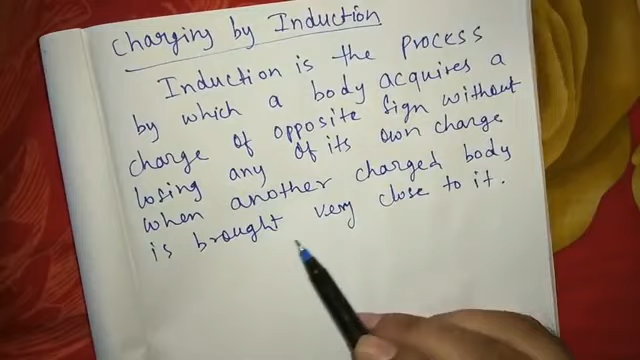 Charging by Induction
Induction is the process
by which a body acquires a
charge of opposite sign without
losing any of its own charge
when another charged body
is brought very close to it.